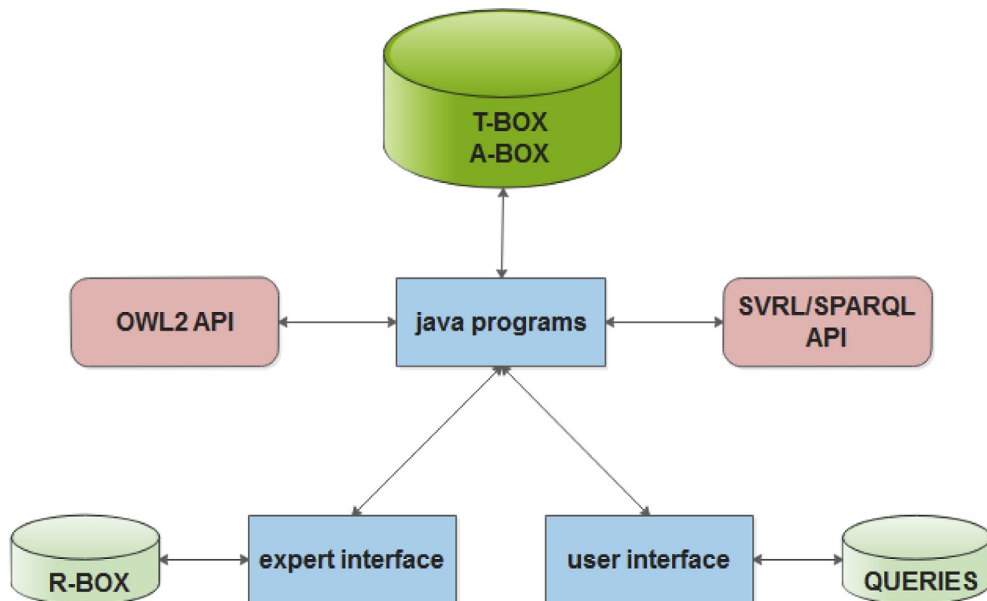 T-BOX
A-BOX
OWL2 API
java programs
SVRL/SPARQL
API
R-BOX
expert interface
user interface
QUERIES